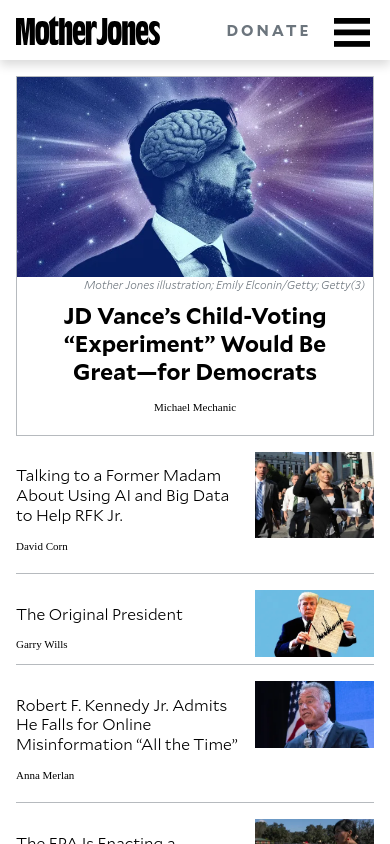 Mother Jones
DONATE
Mother Jones illustration; Emily Elconin/Getty; Getty(3)
JD Vance’s Child-Voting
“Experiment” Would Be
Great—for Democrats
Michael Mechanic
Talking to a Former Madam
About Using AI and Big Data
to Help RFK Jr.
David Corn
The Original President
Garry Wills
Robert F. Kennedy Jr. Admits
He Falls for Online
Misinformation “All the Time”
Anna Merlan
The EPA Is Enacting a